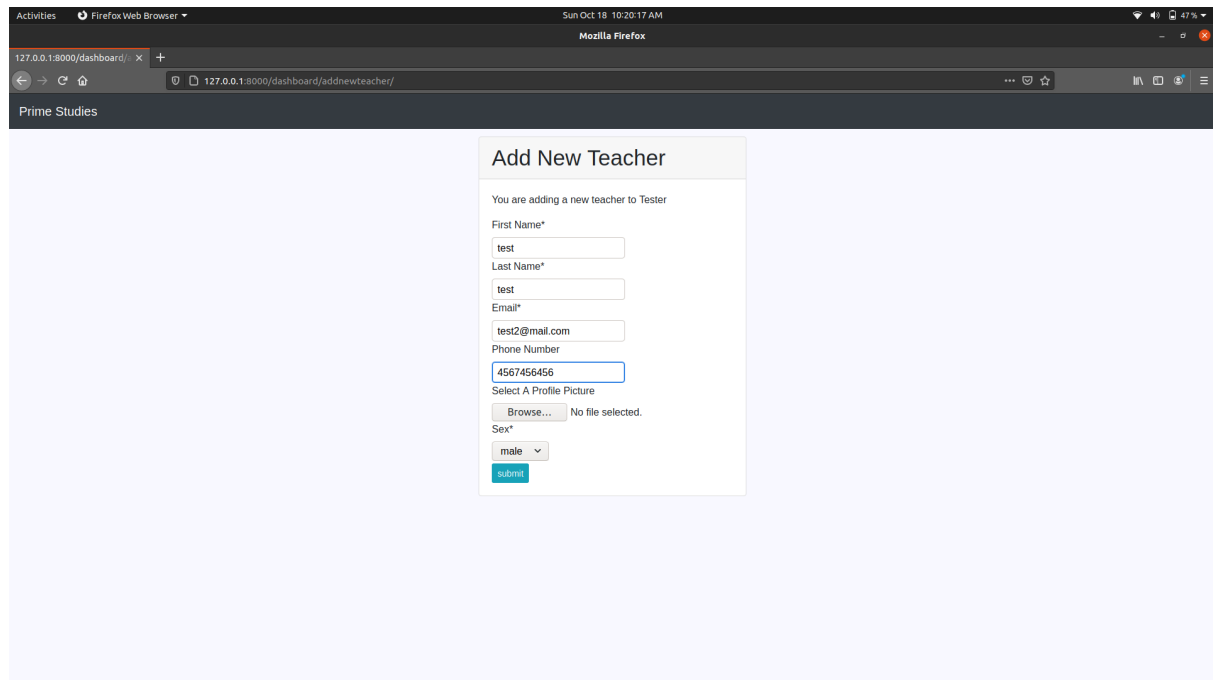 Activities Firefox Web Browser Sun Oct 18 10:20:17 AM 47 %
Mozilla Firefox
127.0.0.1:8000/dashboard/
127.0.0.1:8000/dashboard/addnewteacher/
Prime Studies
Add New Teacher
You are adding a new teacher to Tester
First Name*
test
Last Name*
test
Email*
test2@mail.com
Phone Number
4567456456
Select A Profile Picture
Browse... No file selected.
Sex*
male
submit